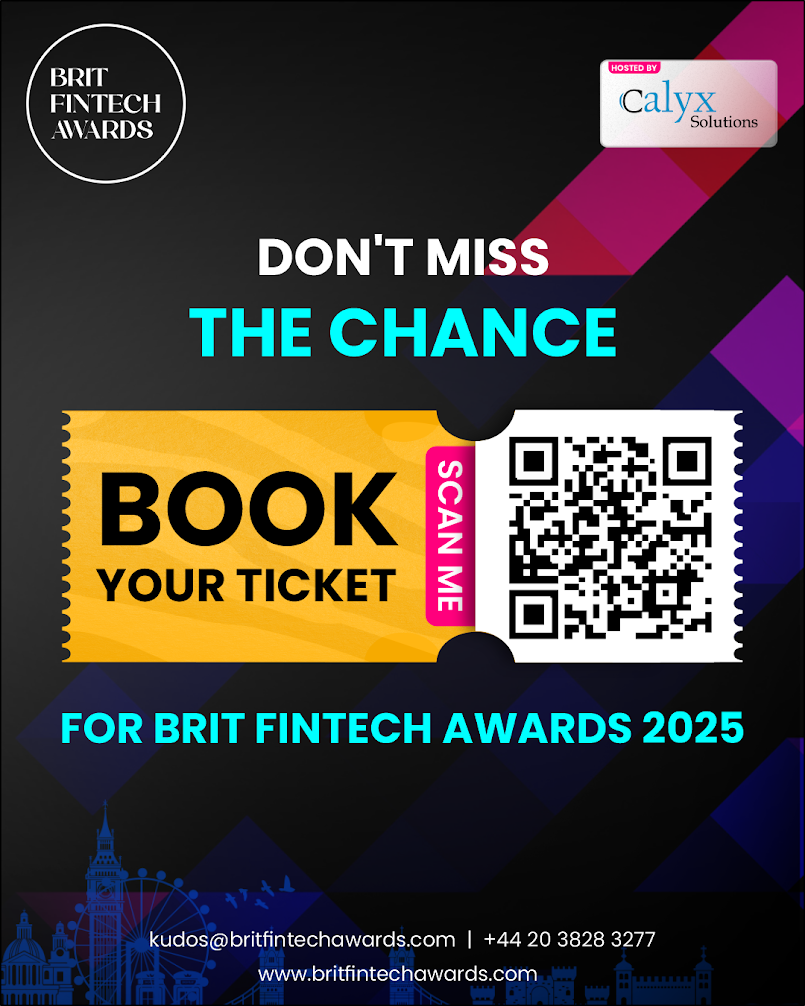 BRIT
FINTECH
AWARDS
HOSTED BY
Calyx
Solutions
DON'T MISS
THE CHANCE
BOOK
YOUR TICKET
SCAN ME
FOR BRIT FINTECH AWARDS 2025
kudos@britfintechawards.com | +44 20 3828 3277
www.britfintechawards.com